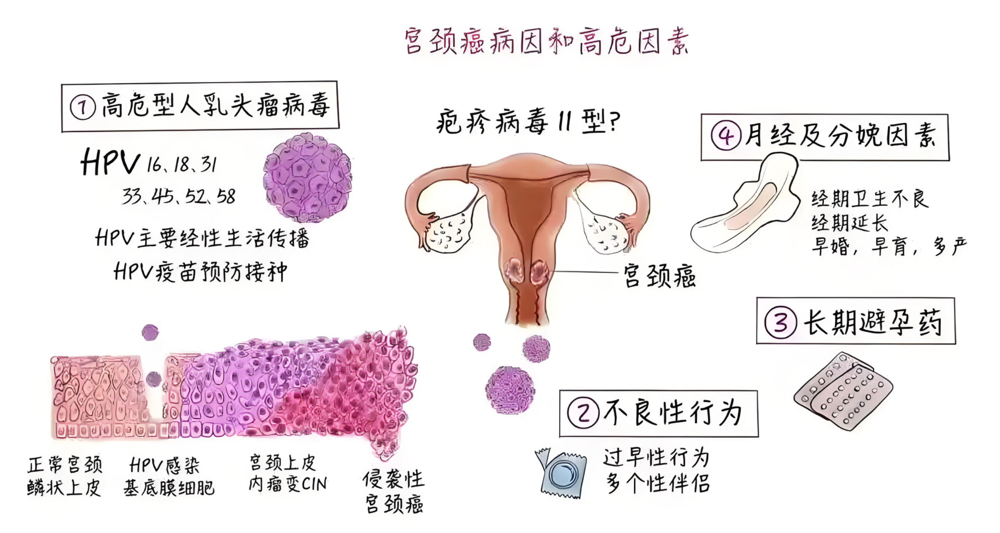 宫颈癌病因和高危因素
①高危型人乳头瘤病毒
HPV 16、18、31
33、45、52、58
HPV主要经性生活传播
HPV疫苗预防接种
疱疹病毒II型?
宫颈癌
④月经及分娩因素
经期卫生不良
经期延长
早婚，早育，多产
③长期避孕药
②不良性行为
过早性行为
多个性伴侣
正常宫颈
鳞状上皮
HPV感染
基底膜细胞
宫颈上皮
内瘤变CIN
侵袭性
宫颈癌